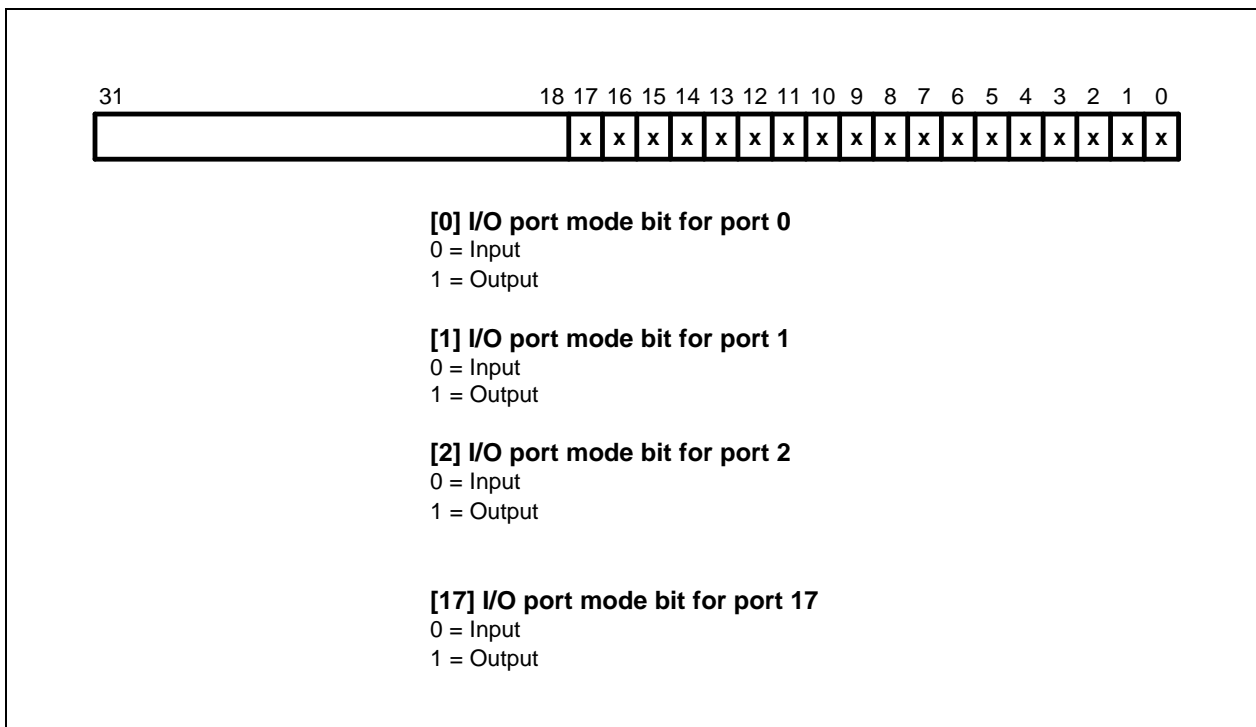 31 18 17 16 15 14 13 12 11 10 9 8 7 6 5 4 3 2 1 0
x x x x x x x x x x x x x x x x x x
[0] I/O port mode bit for port 0
0 = Input
1 = Output
[1] I/O port mode bit for port 1
0 = Input
1 = Output
[2] I/O port mode bit for port 2
0 = Input
1 = Output
[17] I/O port mode bit for port 17
0 = Input
1 = Output